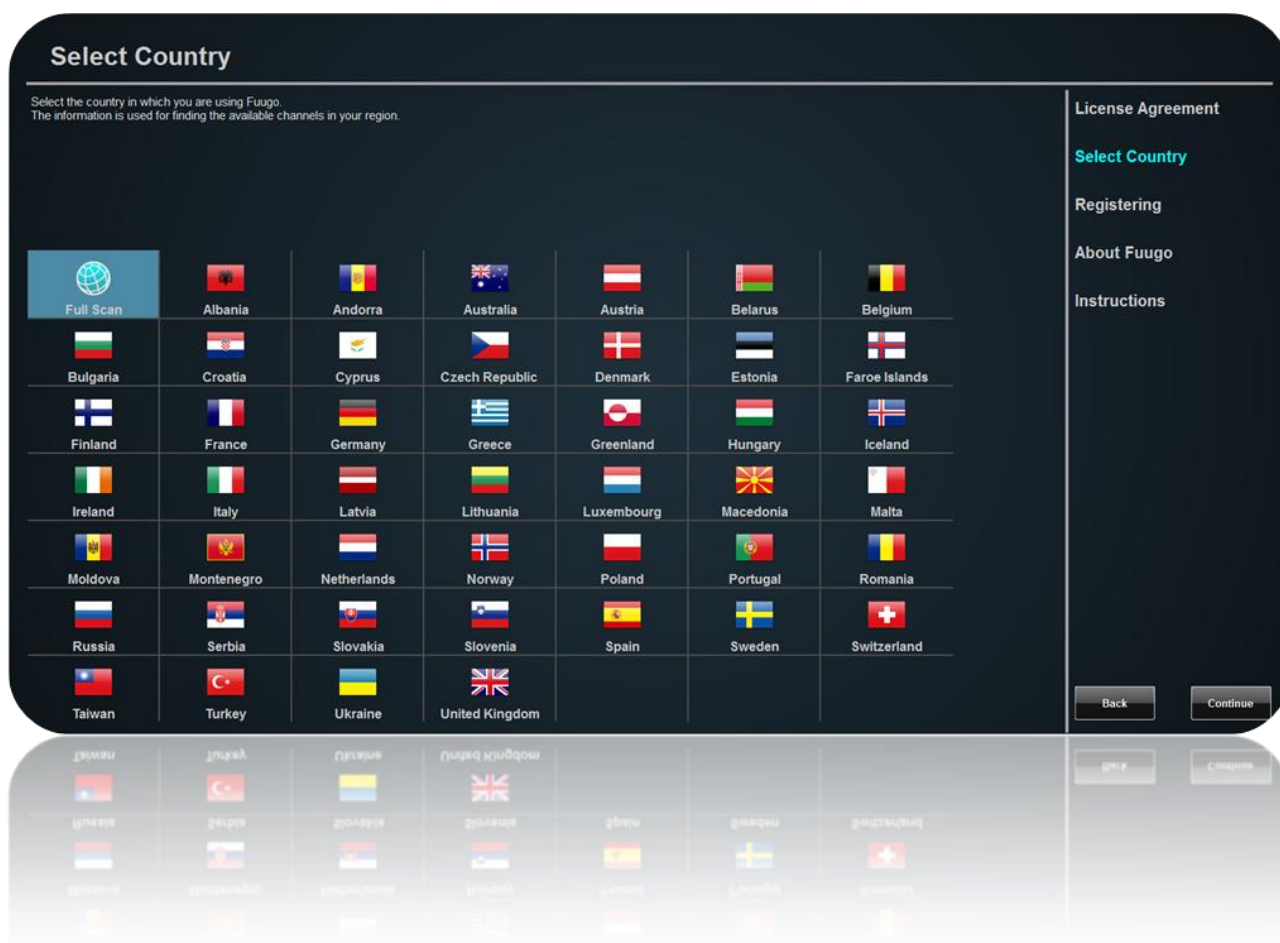 Select Country
Select the country in which you are using Fuugo.
The information is used for finding the available channels in your region.
License Agreement
Select Country
Registering
About Fuugo
Instructions
Full Scan Albania Andorra Australia Austria Belarus Belgium
Bulgaria Croatia Cyprus Czech Republic Denmark Estonia Faroe Islands
Finland France Germany Greece Greenland Hungary Iceland
Ireland Italy Latvia Lithuania Luxembourg Macedonia Malta
Moldova Montenegro Netherlands Norway Poland Portugal Romania
Russia Serbia Slovakia Slovenia Spain Sweden Switzerland
Taiwan Turkey Ukraine United Kingdom
Back Continue